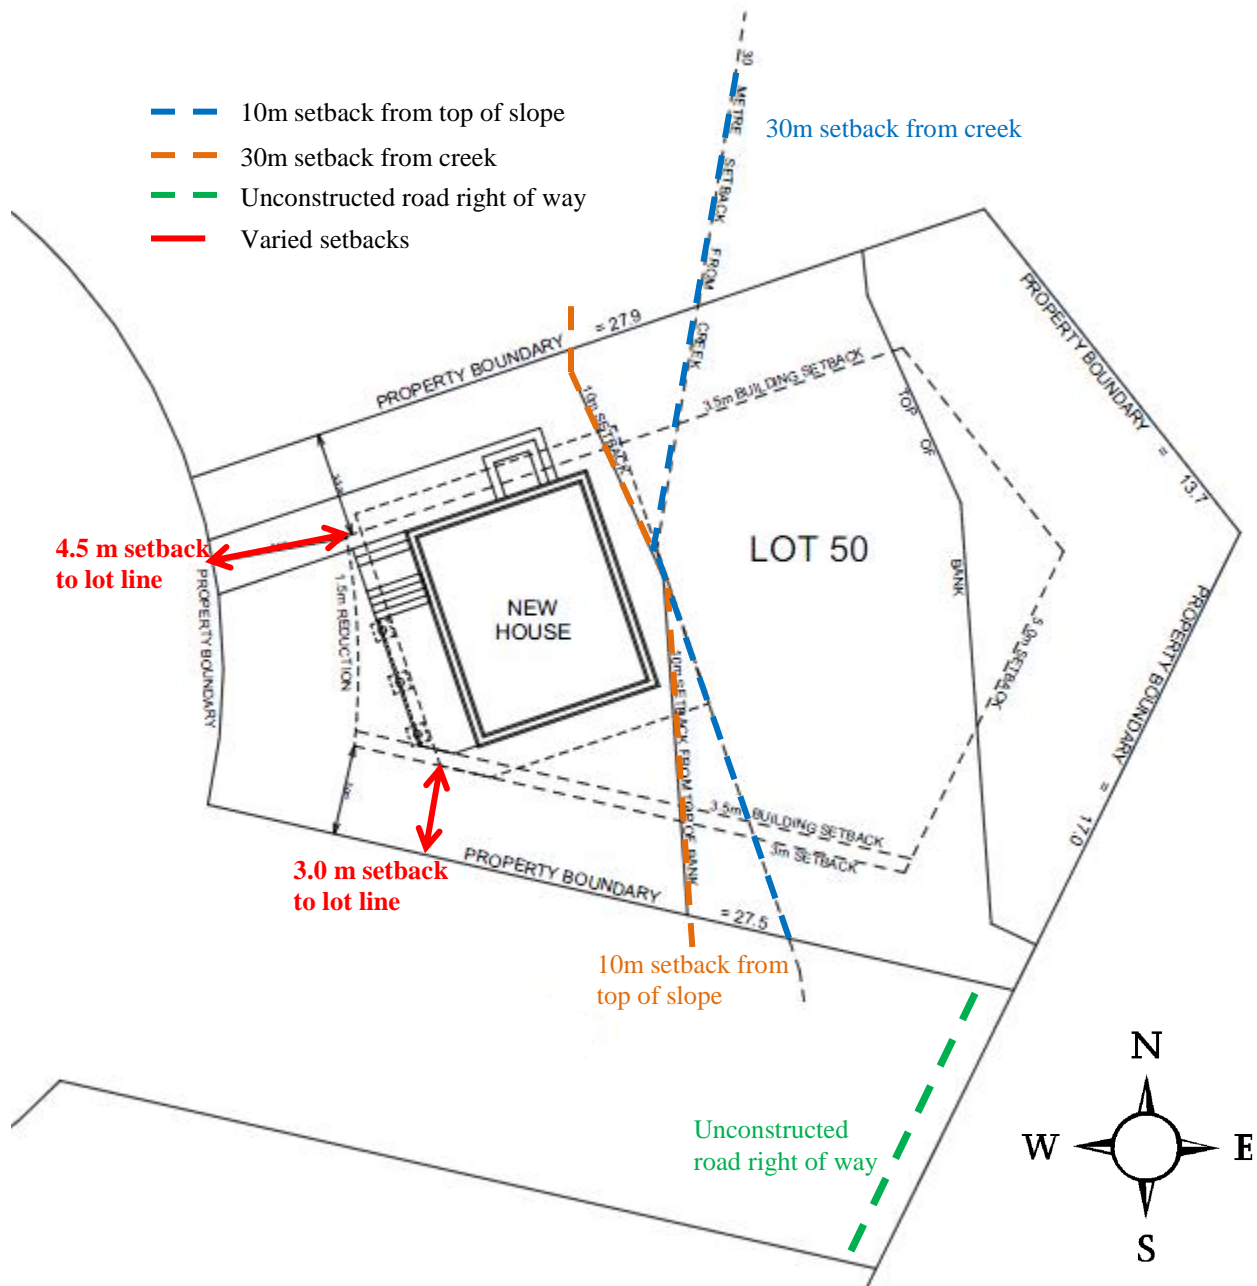 10m setback from top of slope
30m setback from creek
Unconstructed road right of way
Varied setbacks
30m setback from creek
30 METRE SETBACK FROM CREEK
PROPERTY BOUNDARY = 27.9
PROPERTY BOUNDARY = 13.7
3.5m BUILDING SETBACK
10m SETBACK
TOP OF BANK
4.5 m setback
to lot line
PROPERTY BOUNDARY
1.5m REDUCTION
NEW
HOUSE
LOT 50
5.0m SETBACK
PROPERTY BOUNDARY = 17.0
10m SETBACK FROM TOP OF BANK
3.5m BUILDING SETBACK
3m SETBACK
3.0 m setback
to lot line
PROPERTY BOUNDARY = 27.5
10m setback from
top of slope
Unconstructed
road right of way
N
W E
S